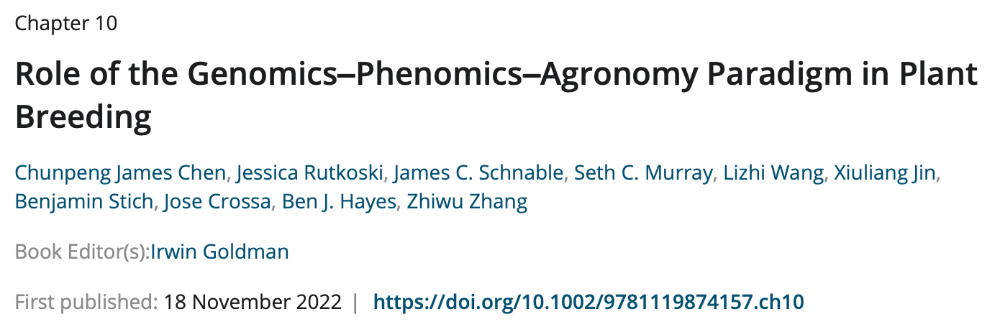 Chapter 10
Role of the Genomics–Phenomics–Agronomy Paradigm in Plant
Breeding
Chunpeng James Chen, Jessica Rutkoski, James C. Schnable, Seth C. Murray, Lizhi Wang, Xiuliang Jin,
Benjamin Stich, Jose Crossa, Ben J. Hayes, Zhiwu Zhang
Book Editor(s):Irwin Goldman
First published: 18 November 2022 | https://doi.org/10.1002/9781119874157.ch10